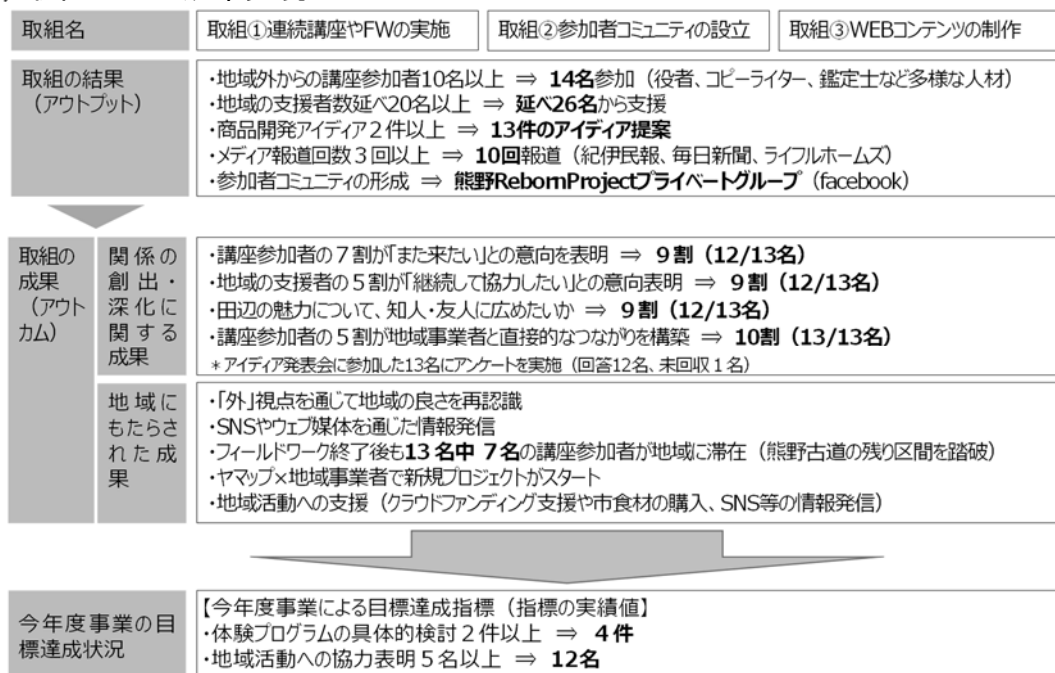 取組名
取組①連続講座やFWの実施
取組②参加者コミュニティの設立
取組③WEBコンテンツの制作
取組の結果
（アウトプット）
・地域外からの講座参加者10名以上 ⇒ 14名参加（役者、コピーライター、鑑定士など多様な人材）
・地域の支援者数延べ20名以上 ⇒ 延べ26名から支援
・商品開発アイディア２件以上 ⇒ 13件のアイディア提案
・メディア報道回数３回以上 ⇒ 10回報道（紀伊民報、毎日新聞、ライフルホームズ）
・参加者コミュニティの形成 ⇒ 熊野RebornProjectプライベートグループ（facebook）
取組の
成果
（アウト
カム）
関係の
創出・
深化に
関する
成果
・講座参加者の７割が「また来たい」との意向を表明 ⇒ ９割（12/13名）
・地域の支援者の５割が「継続して協力したい」との意向表明 ⇒ ９割（12/13名）
・田辺の魅力について、知人・友人に広めたいか ⇒ ９割（12/13名）
・講座参加者の５割が地域事業者と直接的なつながりを構築 ⇒ 10割（13/13名）
＊アイディア発表会に参加した13名にアンケートを実施（回答12名、未回収１名）
地域に
もたらさ
れた成
果
・「外」視点を通じて地域の良さを再認識
・SNSやウェブ媒体を通じた情報発信
・フィールドワーク終了後も13名中７名の講座参加者が地域に滞在（熊野古道の残り区間を踏破）
・ヤマップ×地域事業者で新規プロジェクトがスタート
・地域活動への支援（クラウドファンディング支援や市食材の購入、SNS等の情報発信）
今年度事業の目
標達成状況
【今年度事業による目標達成指標（指標の実績値】
・体験プログラムの具体的検討２件以上 ⇒ ４件
・地域活動への協力表明５名以上 ⇒ 12名